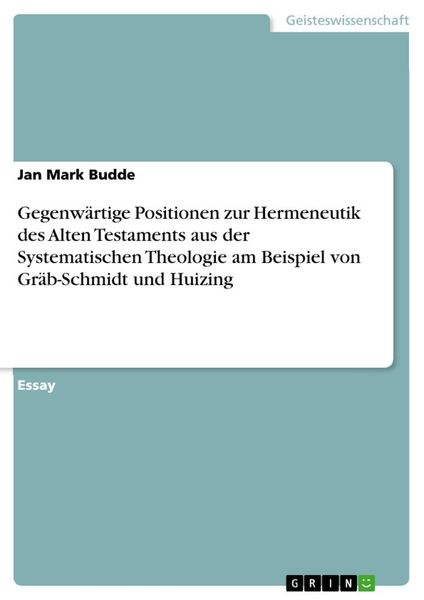 Geisteswissenschaft
Jan Mark Budde
Gegenwärtige Positionen zur Hermeneutik
des Alten Testaments aus der
Systematischen Theologie am Beispiel von
Gräb-Schmidt und Huizing
Essay
GRIN